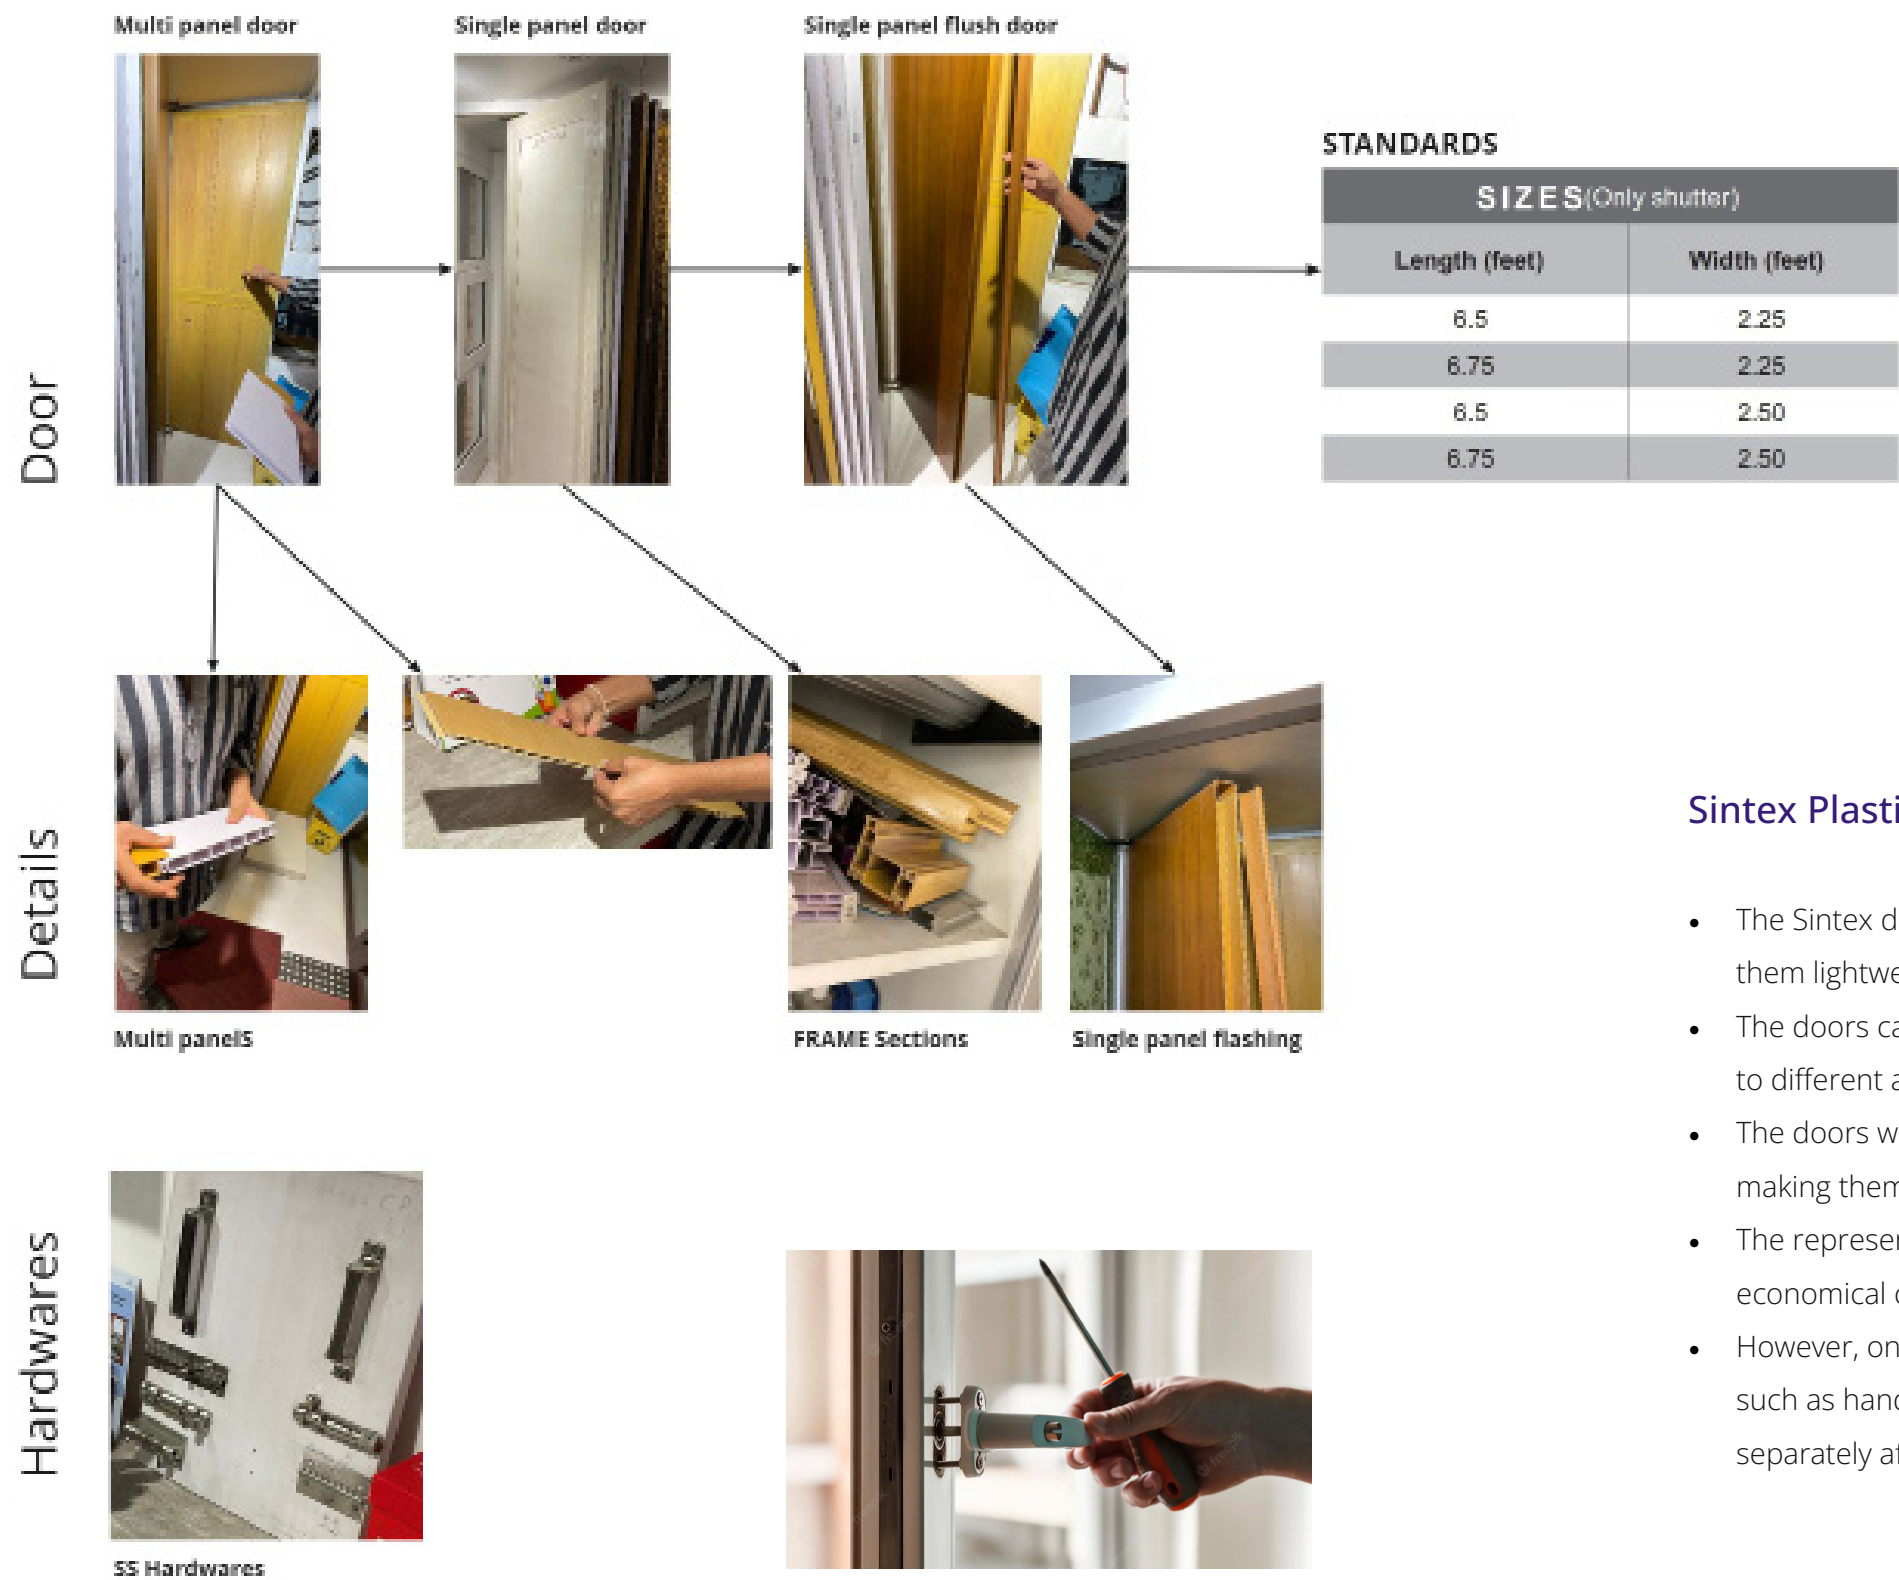 Multi panel door
Single panel door
Single panel flush door
STANDARDS
SIZES(Only shutter)
Length (feet) Width (feet)
6.5 2.25
6.75 2.25
6.5 2.50
6.75 2.50
Door
Details
Multi panelS
FRAME Sections
Single panel flashing
Hardwares
SS Hardwares
Sintex Plasti
• The Sintex d
them lightwe
• The doors ca
to different a
• The doors w
making them
• The represen
economical o
• However, on
such as hand
separately af